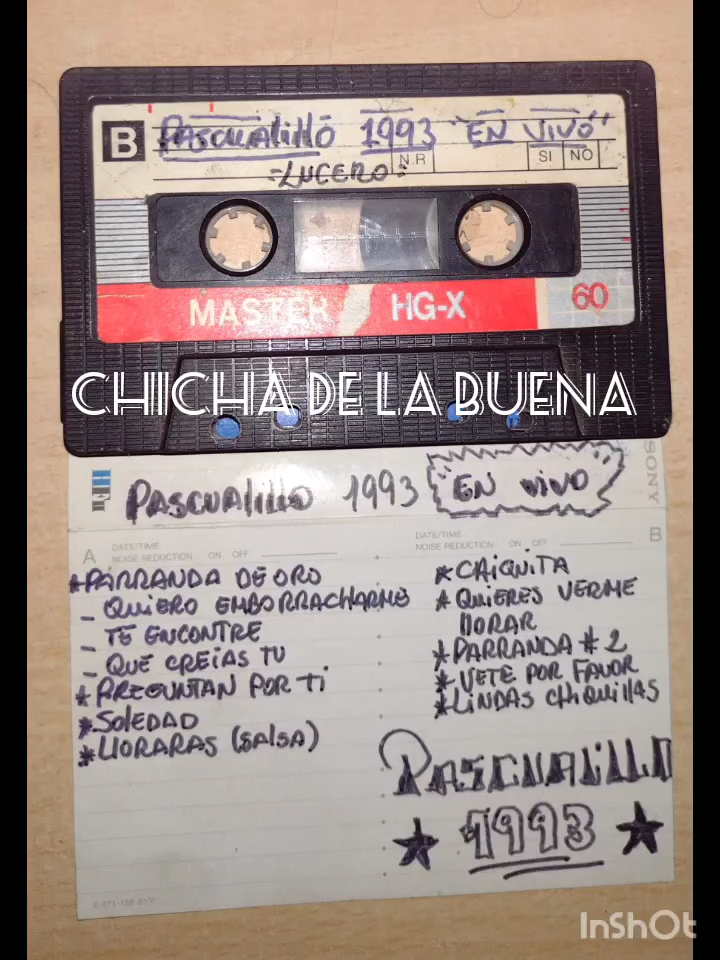 B PASCUALILLO 1993 "EN VIVO"
N.R SI NO
=LUCERO=
MASTER HG-X 60
CHICHA DE LA BUENA
HF
SONY
PASCUALILLO 1993 "EN VIVO"
A DATE/TIME
NOISE REDUCTION ON OFF
*PARRANDA DE ORO
- QUIERO EMBORRACHARME
- TE ENCONTRE
- QUE CREIAS TU
*PREGUNTAN POR TI
*SOLEDAD
*LLORARAS (SALSA)
DATE/TIME B
NOISE REDUCTION ON OFF
*CHIQUITA
*QUIERES VERME
LLORAR
*PARRANDA #2
*VETE POR FAVOR
*LINDAS CHIQUILLAS
PASCUALILLO
★ 1993 ★
InShOt